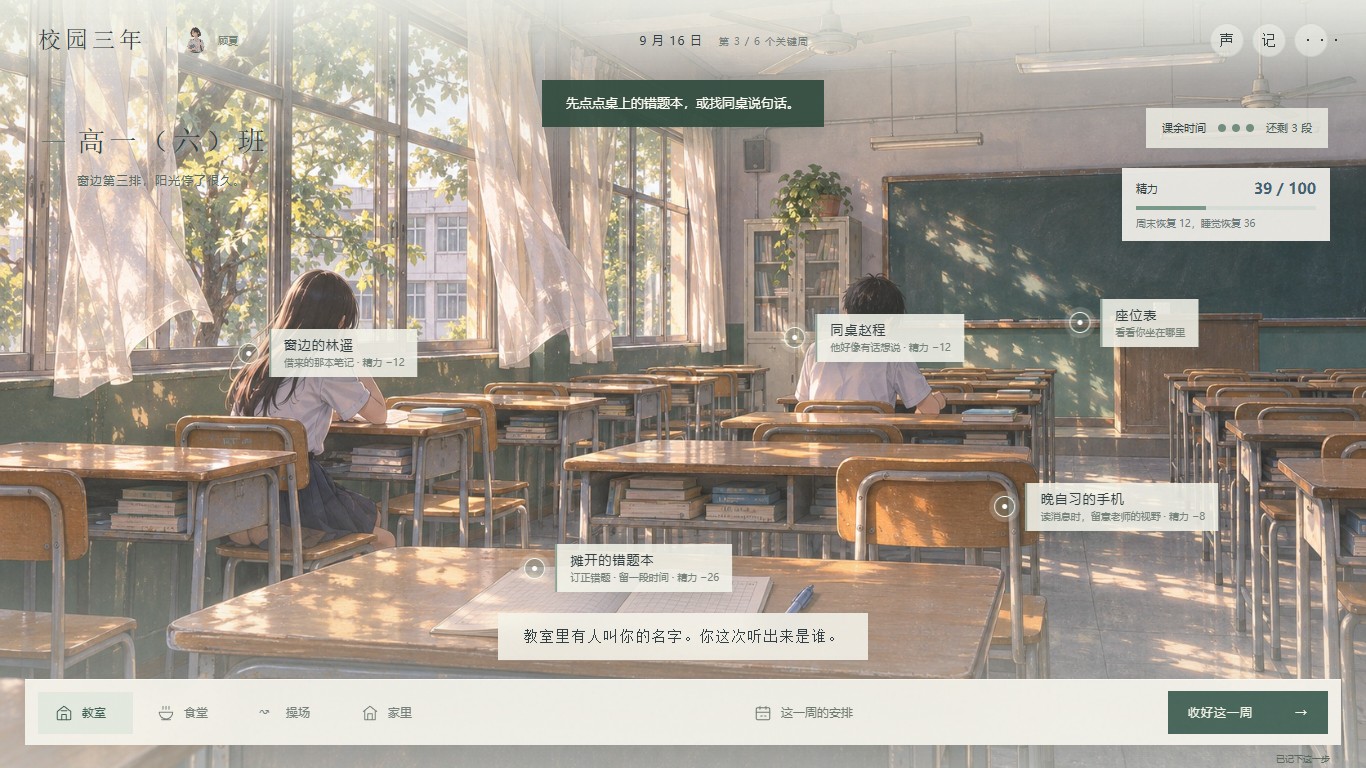 校园三年
顾夏
9 月 16 日 第 3 / 6 个关键周
声 记 ···
先点点桌上的错题本，或找同桌说句话。
课余时间 还剩 3 段
高一（六）班
窗边第三排，阳光停了很久。
精力 39 / 100
周末恢复 12，睡觉恢复 36
座位表
看看你坐在哪里
同桌赵程
他好像有话想说 · 精力 −12
窗边的林遥
借来的那本笔记 · 精力 −12
晚自习的手机
读消息时，留意老师的视野 · 精力 −8
摊开的错题本
订正错题 · 留一段时间 · 精力 −26
教室里有人叫你的名字。你这次听出来是谁。
教室 食堂 操场 家里 这一周的安排 收好这一周 →
已记下这一步